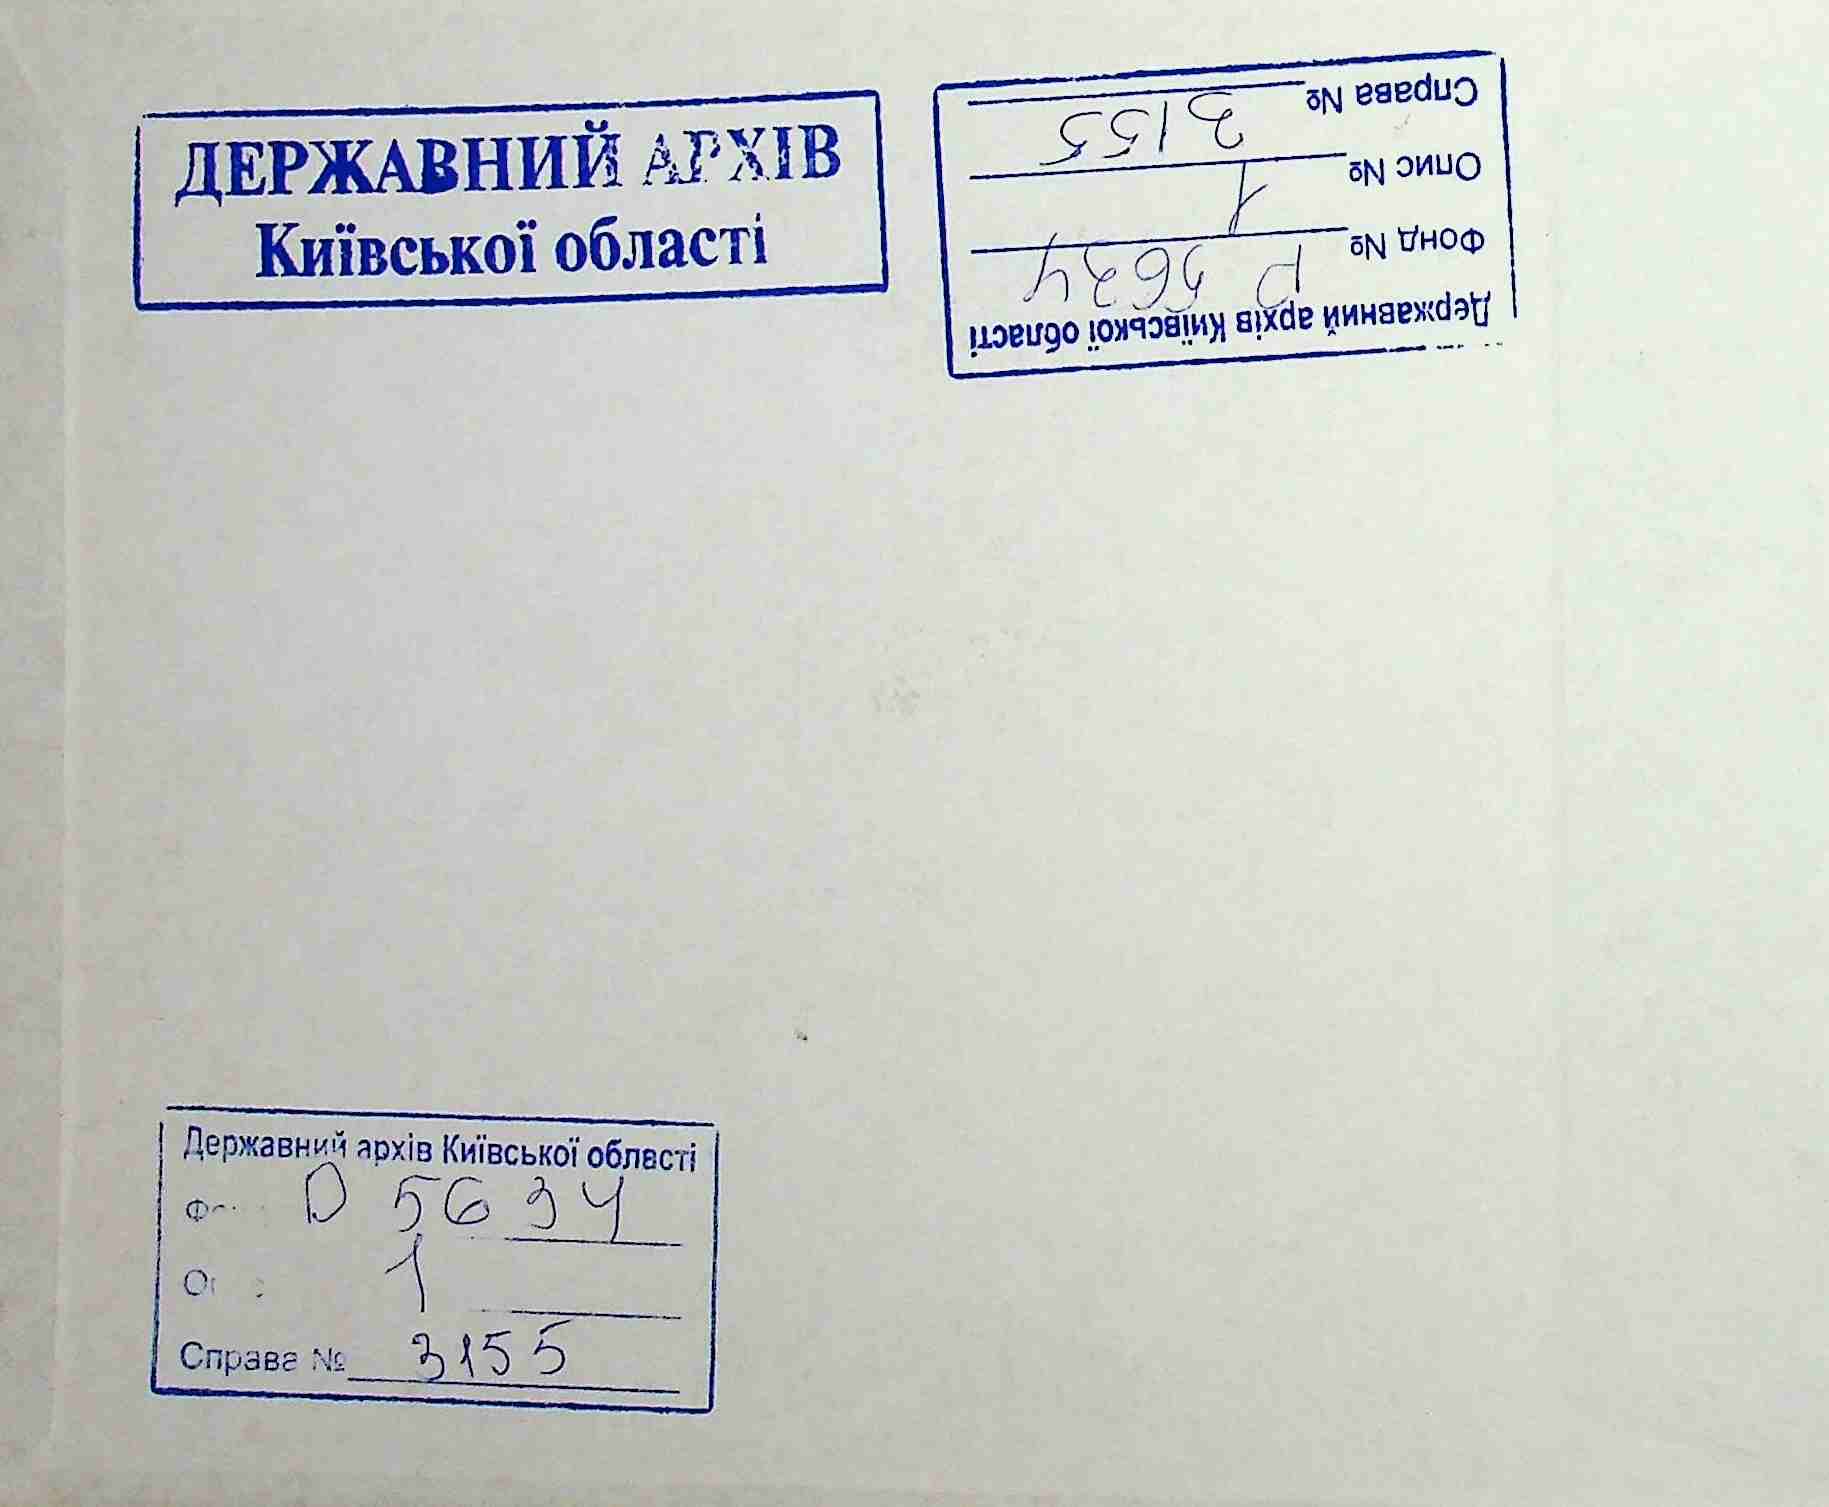 ДЕРЖАВНИЙ АРХІВ
Київської області
Державний архів Київської області
Фонд № Р 5634
Опис № 1
Справа № 3155
Державний архів Київської області
Р 5634
1
Справа № 3155